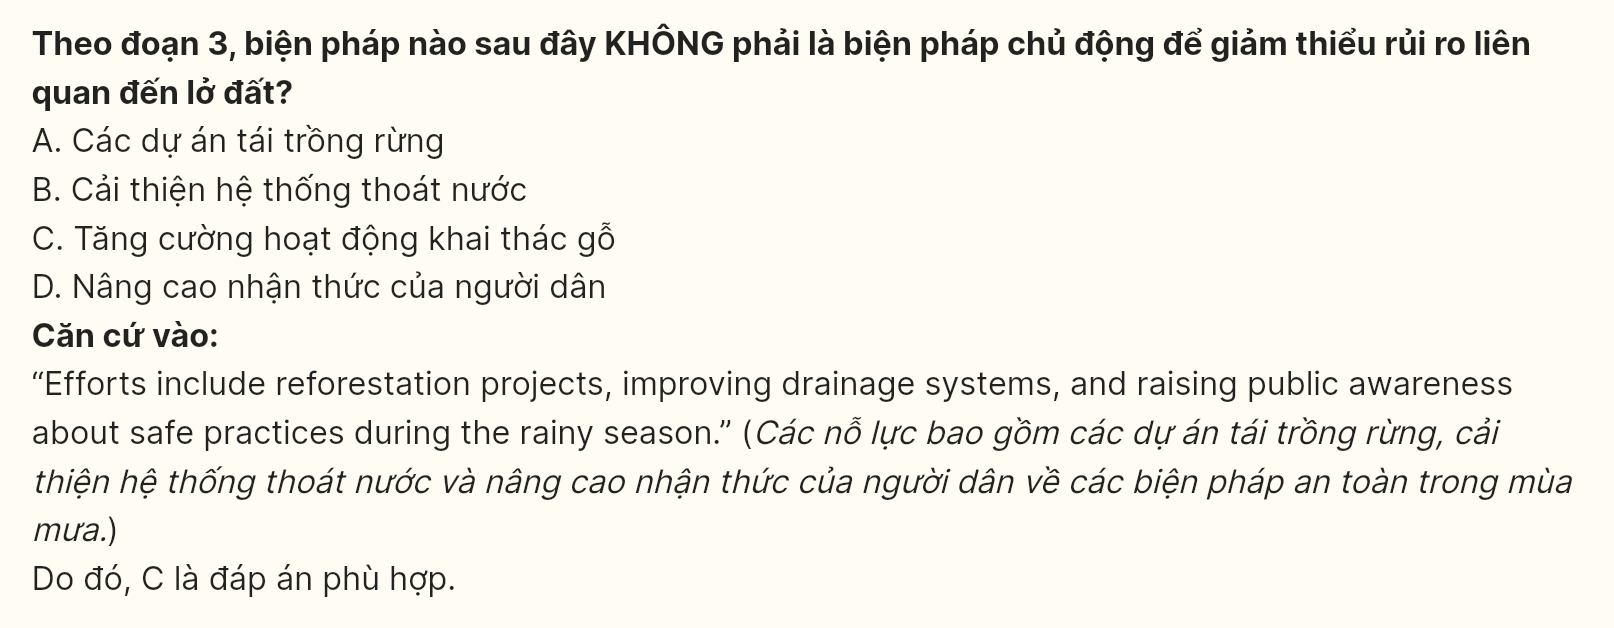 Theo đoạn 3, biện pháp nào sau đây KHÔNG phải là biện pháp chủ động để giảm thiểu rủi ro liên
quan đến lở đất?
A. Các dự án tái trồng rừng
B. Cải thiện hệ thống thoát nước
C. Tăng cường hoạt động khai thác gỗ
D. Nâng cao nhận thức của người dân
Căn cứ vào:
“Efforts include reforestation projects, improving drainage systems, and raising public awareness
about safe practices during the rainy season.” (Các nỗ lực bao gồm các dự án tái trồng rừng, cải
thiện hệ thống thoát nước và nâng cao nhận thức của người dân về các biện pháp an toàn trong mùa
mưa.)
Do đó, C là đáp án phù hợp.